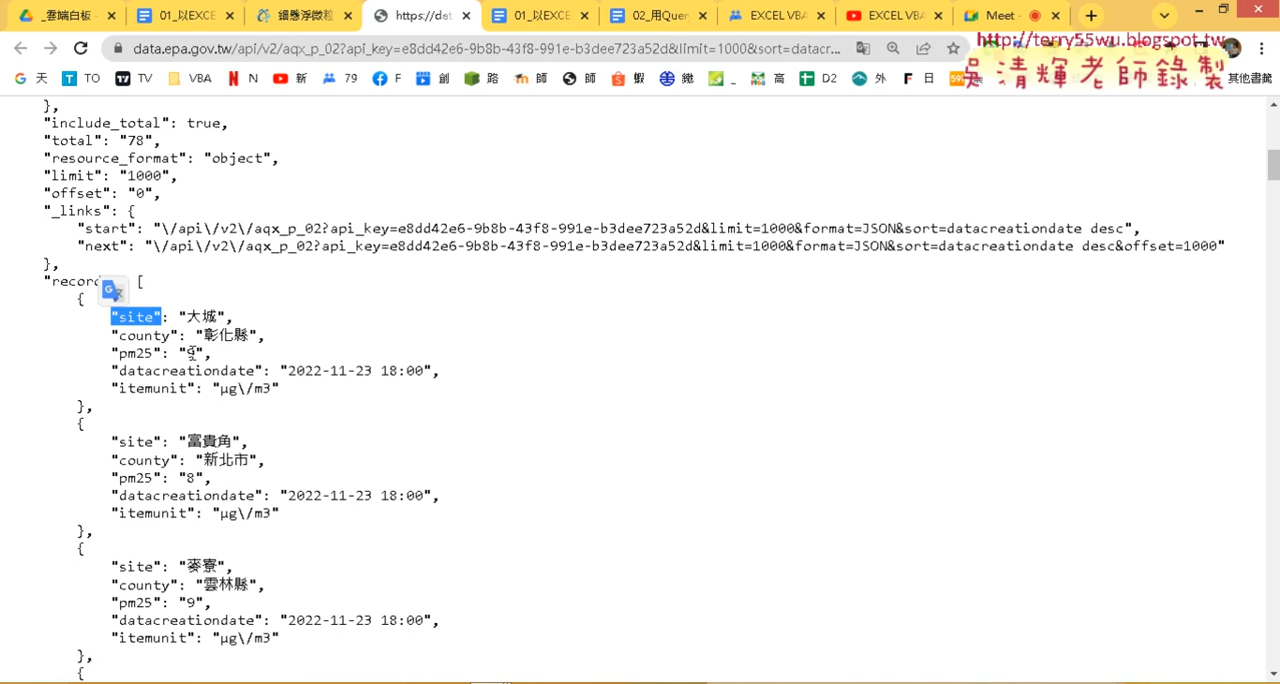 _雲端白板
01_以EXCE
鑼懸浮微粒
https://dat
01_以EXCE
02_用Quer
EXCEL VBA
EXCEL VBA
Meet -
data.epa.gov.tw/api/v2/aqx_p_02?api_key=e8dd42e6-9b8b-43f8-991e-b3dee723a52d&limit=1000&sort=datacr...
http://terry55wu.blogspot.tw
吳清輝老師錄製
天 TO TV VBA N 新 79 F 創 路 師 師 蝦 高 D2 外 日 其他書籤
},
"include_total": true,
"total": "78",
"resource_format": "object",
"limit": "1000",
"offset": "0",
"_links": {
"start": "\/api\/v2\/aqx_p_02?api_key=e8dd42e6-9b8b-43f8-991e-b3dee723a52d&limit=1000&format=JSON&sort=datacreationdate desc",
"next": "\/api\/v2\/aqx_p_02?api_key=e8dd42e6-9b8b-43f8-991e-b3dee723a52d&limit=1000&format=JSON&sort=datacreationdate desc&offset=1000"
},
"record [
{
"site": "大城",
"county": "彰化縣",
"pm25": "9",
"datacreationdate": "2022-11-23 18:00",
"itemunit": "μg\/m3"
},
{
"site": "富貴角",
"county": "新北市",
"pm25": "8",
"datacreationdate": "2022-11-23 18:00",
"itemunit": "μg\/m3"
},
{
"site": "麥寮",
"county": "雲林縣",
"pm25": "9",
"datacreationdate": "2022-11-23 18:00",
"itemunit": "μg\/m3"
},
{